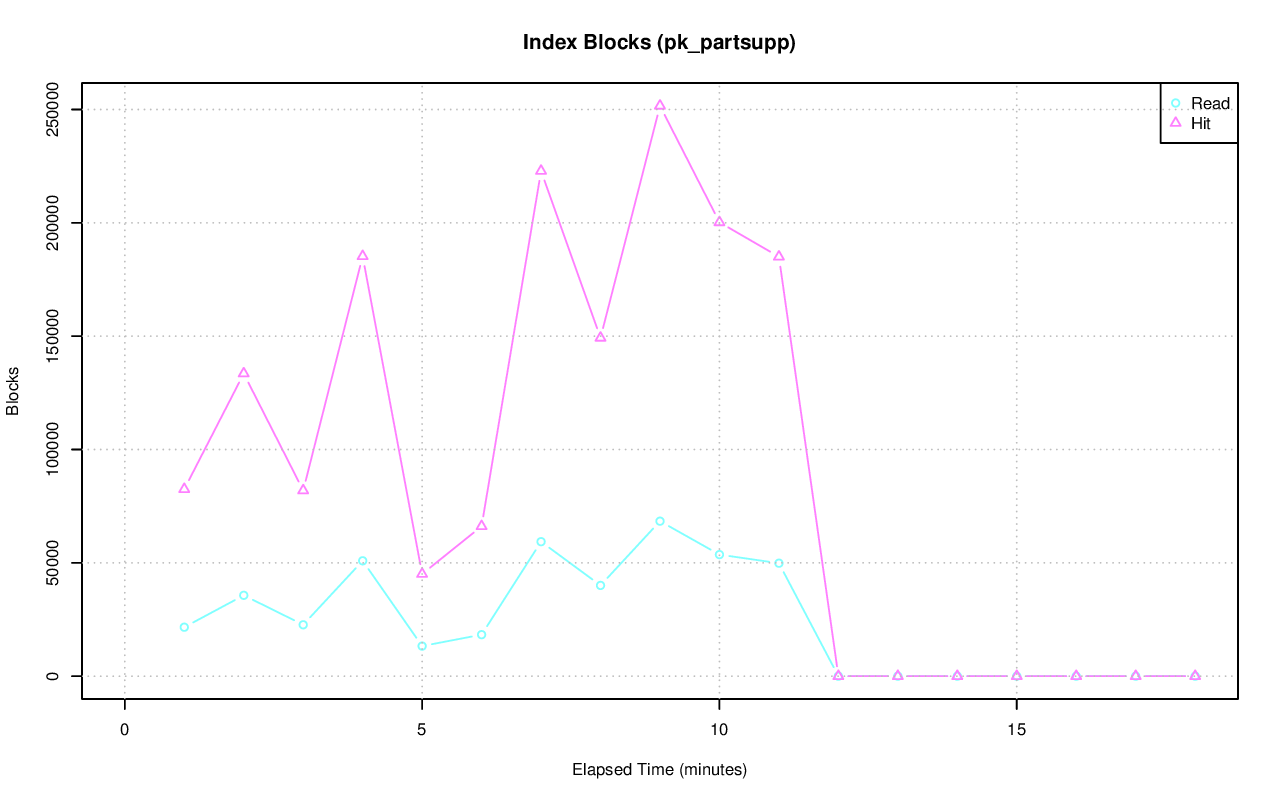 Index Blocks (pk_partsupp)
Read
Hit
250000
200000
150000
100000
50000
0
Blocks
0 5 10 15
Elapsed Time (minutes)